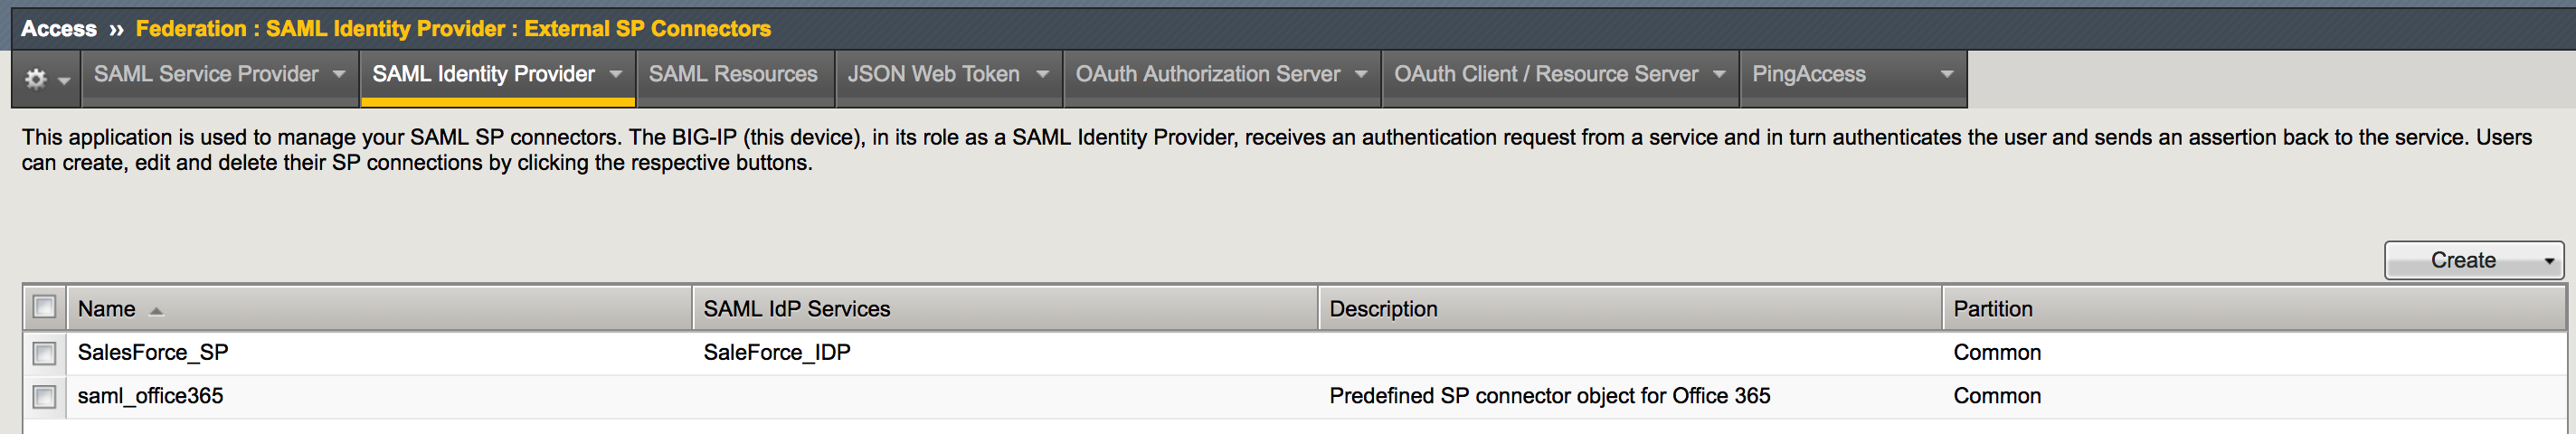 Access ›› Federation : SAML Identity Provider : External SP Connectors
SAML Service Provider SAML Identity Provider SAML Resources JSON Web Token OAuth Authorization Server OAuth Client / Resource Server PingAccess
This application is used to manage your SAML SP connectors. The BIG-IP (this device), in its role as a SAML Identity Provider, receives an authentication request from a service and in turn authenticates the user and sends an assertion back to the service. Users
can create, edit and delete their SP connections by clicking the respective buttons.
Create
Name SAML IdP Services Description Partition
SalesForce_SP SaleForce_IDP Common
saml_office365 Predefined SP connector object for Office 365 Common